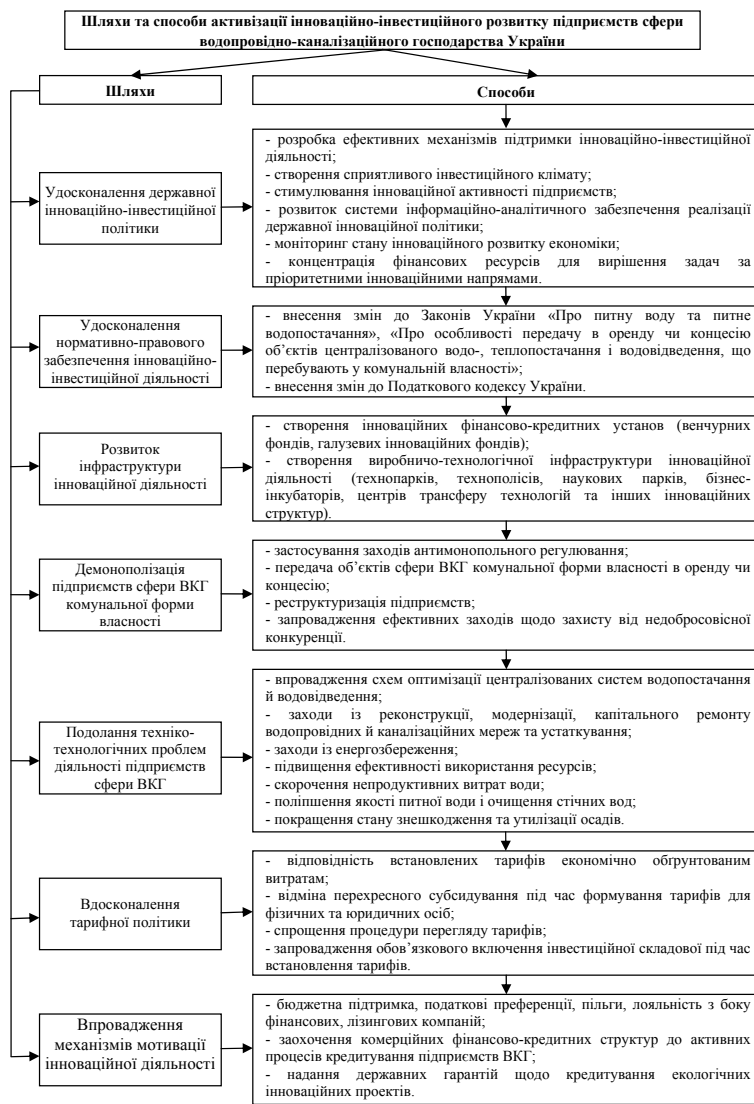 Шляхи та способи активізації інноваційно-інвестиційного розвитку підприємств сфери
водопровідно-каналізаційного господарства України
Шляхи
Способи
Удосконалення державної
інноваційно-інвестиційної
політики
- розробка ефективних механізмів підтримки інноваційно-інвестиційної
діяльності;
- створення сприятливого інвестиційного клімату;
- стимулювання інноваційної активності підприємств;
- розвиток системи інформаційно-аналітичного забезпечення реалізації
державної інноваційної політики;
- моніторинг стану інноваційного розвитку економіки;
- концентрація фінансових ресурсів для вирішення задач за
пріоритетними інноваційними напрямами.
Удосконалення
нормативно-правового
забезпечення інноваційно-
інвестиційної діяльності
- внесення змін до Законів України «Про питну воду та питне
водопостачання», «Про особливості передачу в оренду чи концесію
об’єктів централізованого водо-, теплопостачання і водовідведення, що
перебувають у комунальній власності»;
- внесення змін до Податкового кодексу України.
Розвиток
інфраструктури
інноваційної діяльності
- створення інноваційних фінансово-кредитних установ (венчурних
фондів, галузевих інноваційних фондів);
- створення виробничо-технологічної інфраструктури інноваційної
діяльності (технопарків, технополісів, наукових парків, бізнес-
інкубаторів, центрів трансферу технологій та інших інноваційних
структур).
Демонополізація
підприємств сфери ВКГ
комунальної форми
власності
- застосування заходів антимонопольного регулювання;
- передача об’єктів сфери ВКГ комунальної форми власності в оренду чи
концесію;
- реструктуризація підприємств;
- запровадження ефективних заходів щодо захисту від недобросовісної
конкуренції.
Подолання техніко-
технологічних проблем
діяльності підприємств
сфери ВКГ
- впровадження схем оптимізації централізованих систем водопостачання
й водовідведення;
- заходи із реконструкції, модернізації, капітального ремонту
водопровідних й каналізаційних мереж та устаткування;
- заходи із енергозбереження;
- підвищення ефективності використання ресурсів;
- скорочення непродуктивних витрат води;
- поліпшення якості питної води і очищення стічних вод;
- покращення стану знешкодження та утилизації осадів.
Вдосконалення
тарифної політики
- відповідність встановлених тарифів економічно обґрунтованим
витратам;
- відміна перехресного субсидування під час формування тарифів для
фізичних та юридичних осіб;
- спрощення процедури перегляду тарифів;
- запровадження обов’язкового включення інвестиційної складової під час
встановлення тарифів.
Впровадження
механізмів мотивації
інноваційної діяльності
- бюджетна підтримка, податкові преференції, пільги, лояльність з боку
фінансових, лізингових компаній;
- заохочення комерційних фінансово-кредитних структур до активних
процесів кредитування підприємств ВКГ;
- надання державних гарантій щодо кредитування екологічних
інноваційних проектів.